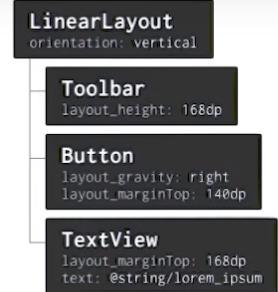 LinearLayout
orientation: vertical
Toolbar
layout_height: 168dp
Button
layout_gravity: right
layout_marginTop: 140dp
TextView
layout_marginTop: 168dp
text: @string/lorem_ipsum